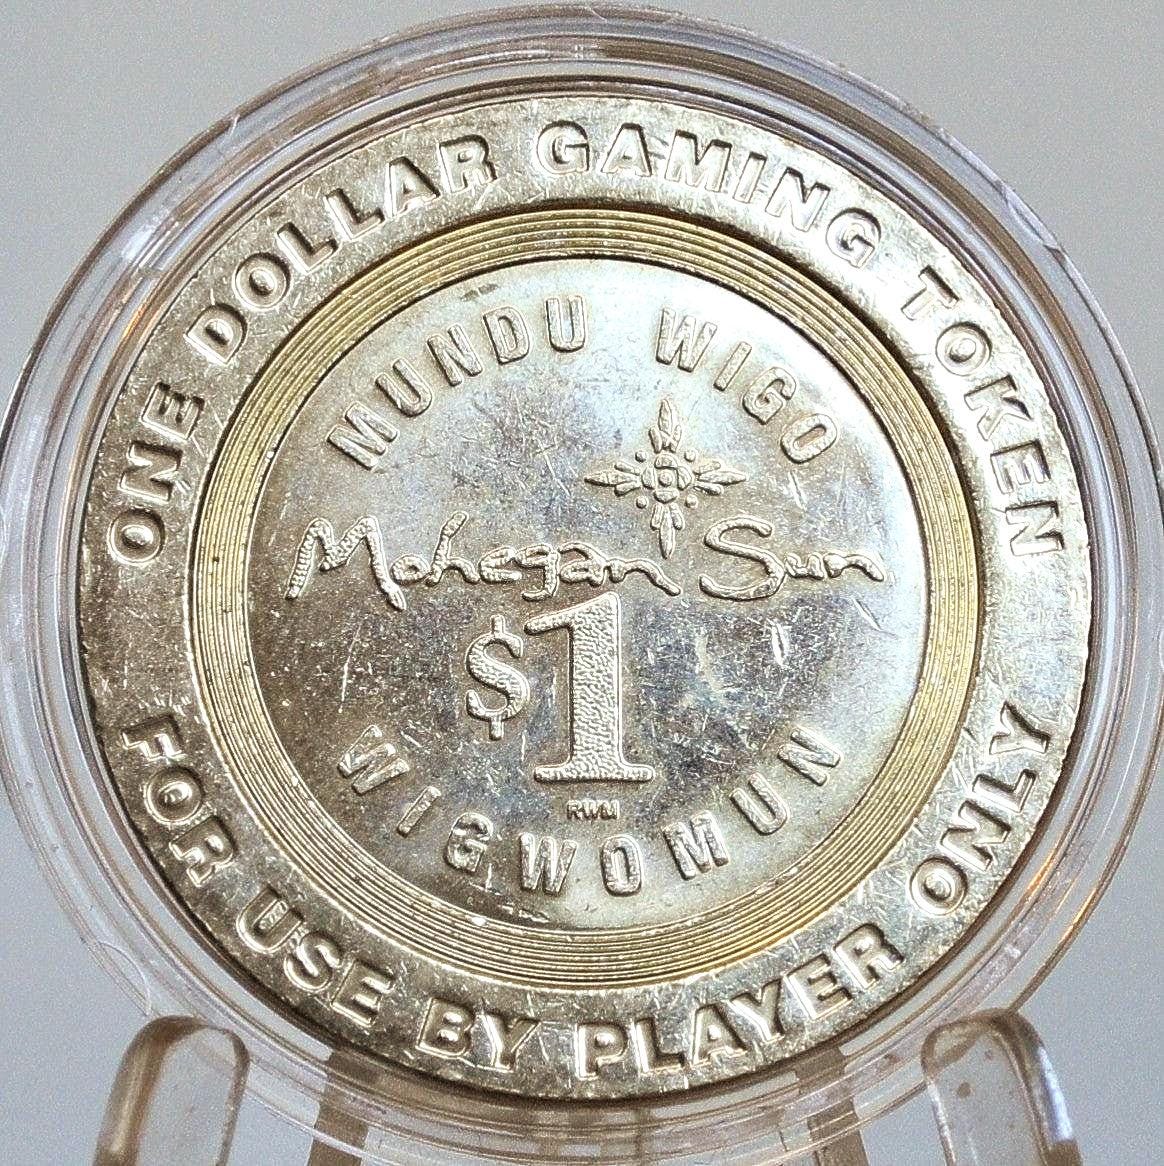 ONE DOLLAR GAMING TOKEN
MUNDU WIGO
Mohegan Sun
$1
RWM
WIGWOMUN
FOR USE BY PLAYER ONLY